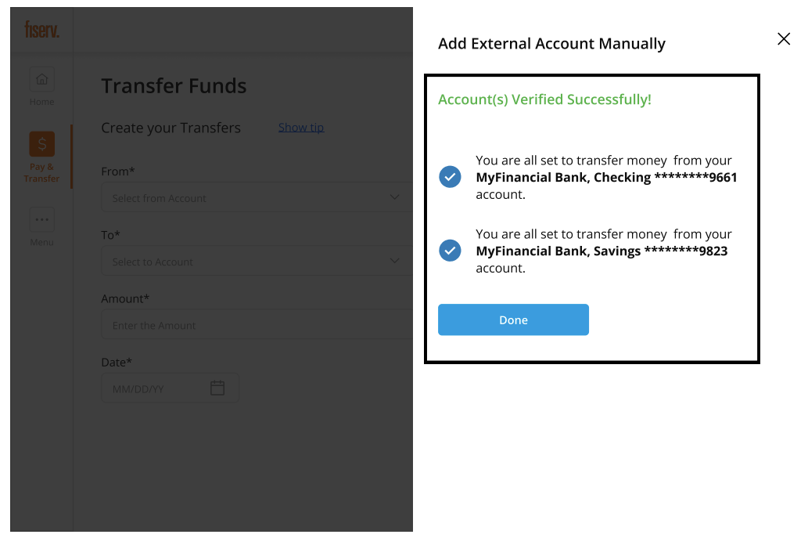 fiserv.
Home
Pay &
Transfer
Menu
Transfer Funds
Create your Transfers Show tip
From*
Select from Account
To*
Select to Account
Amount*
Enter the Amount
Date*
MM/DD/YY
Add External Account Manually
Account(s) Verified Successfully!
You are all set to transfer money from your
MyFinancial Bank, Checking ********9661
account.
You are all set to transfer money from your
MyFinancial Bank, Savings ********9823
account.
Done